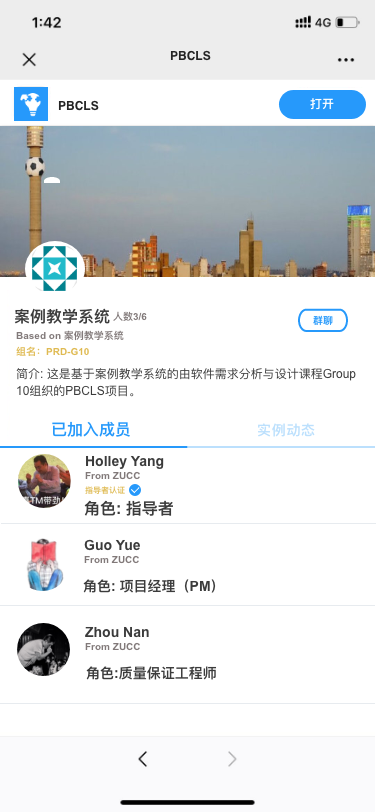 1:42
4G
PBCLS
PBCLS
打开
案例教学系统 人数3/6
Based on 案例教学系统
群聊
组名：PRD-G10
简介: 这是基于案例教学系统的由软件需求分析与设计课程Group
10组织的PBCLS项目。
已加入成员
实例动态
Holley Yang
From ZUCC
指导者认证
角色: 指导者
Guo Yue
From ZUCC
角色: 项目经理（PM）
Zhou Nan
From ZUCC
角色:质量保证工程师